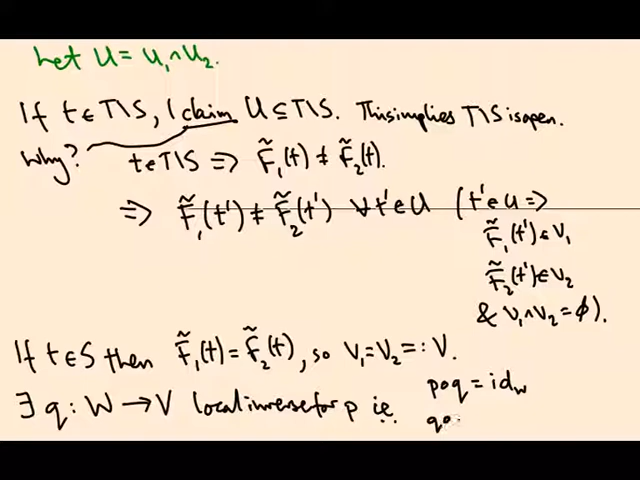 Let U = U₁∩U₂.
If t∈T\S, I claim U⊆T\S. This implies T\S is open.
Why? t∈T\S ⇒ F̃₁(t) ≠ F̃₂(t).
⇒ F̃₁(t') ≠ F̃₂(t') ∀t'∈U (t'∈U ⇒
F̃₁(t')∈V₁
F̃₂(t')∈V₂
& V₁∩V₂=∅).
If t∈S then F̃₁(t) = F̃₂(t), so V₁=V₂=:V.
∃ q: W → V local inverse for p i.e. p∘q = id_W
q∘